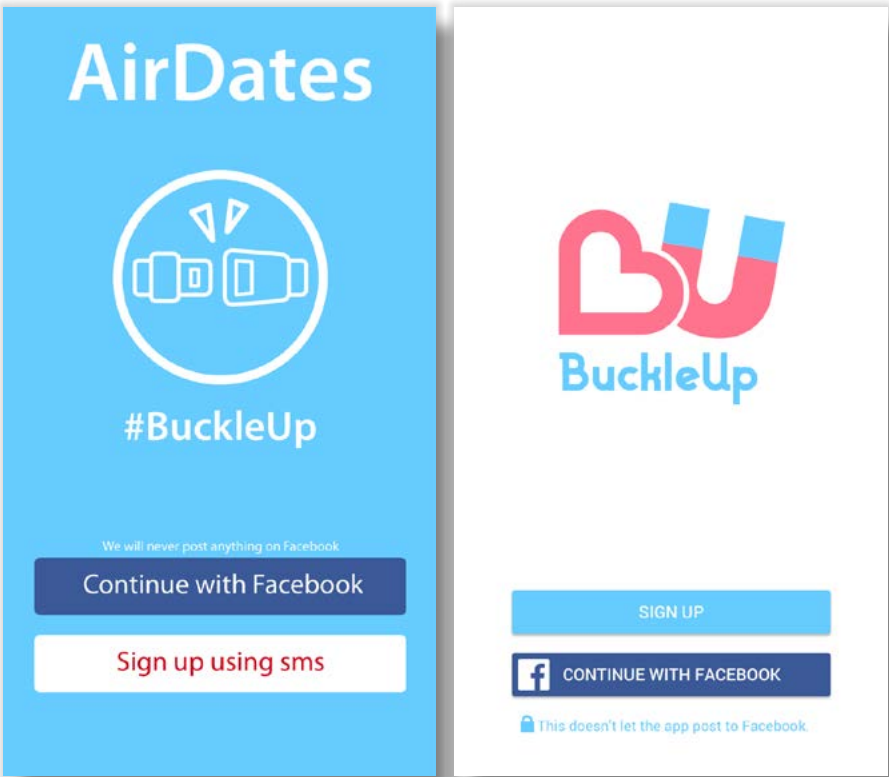 AirDates
#BuckleUp
We will never post anything on Facebook
Continue with Facebook
Sign up using sms
BU
BuckleUp
SIGN UP
f CONTINUE WITH FACEBOOK
This doesn't let the app post to Facebook.